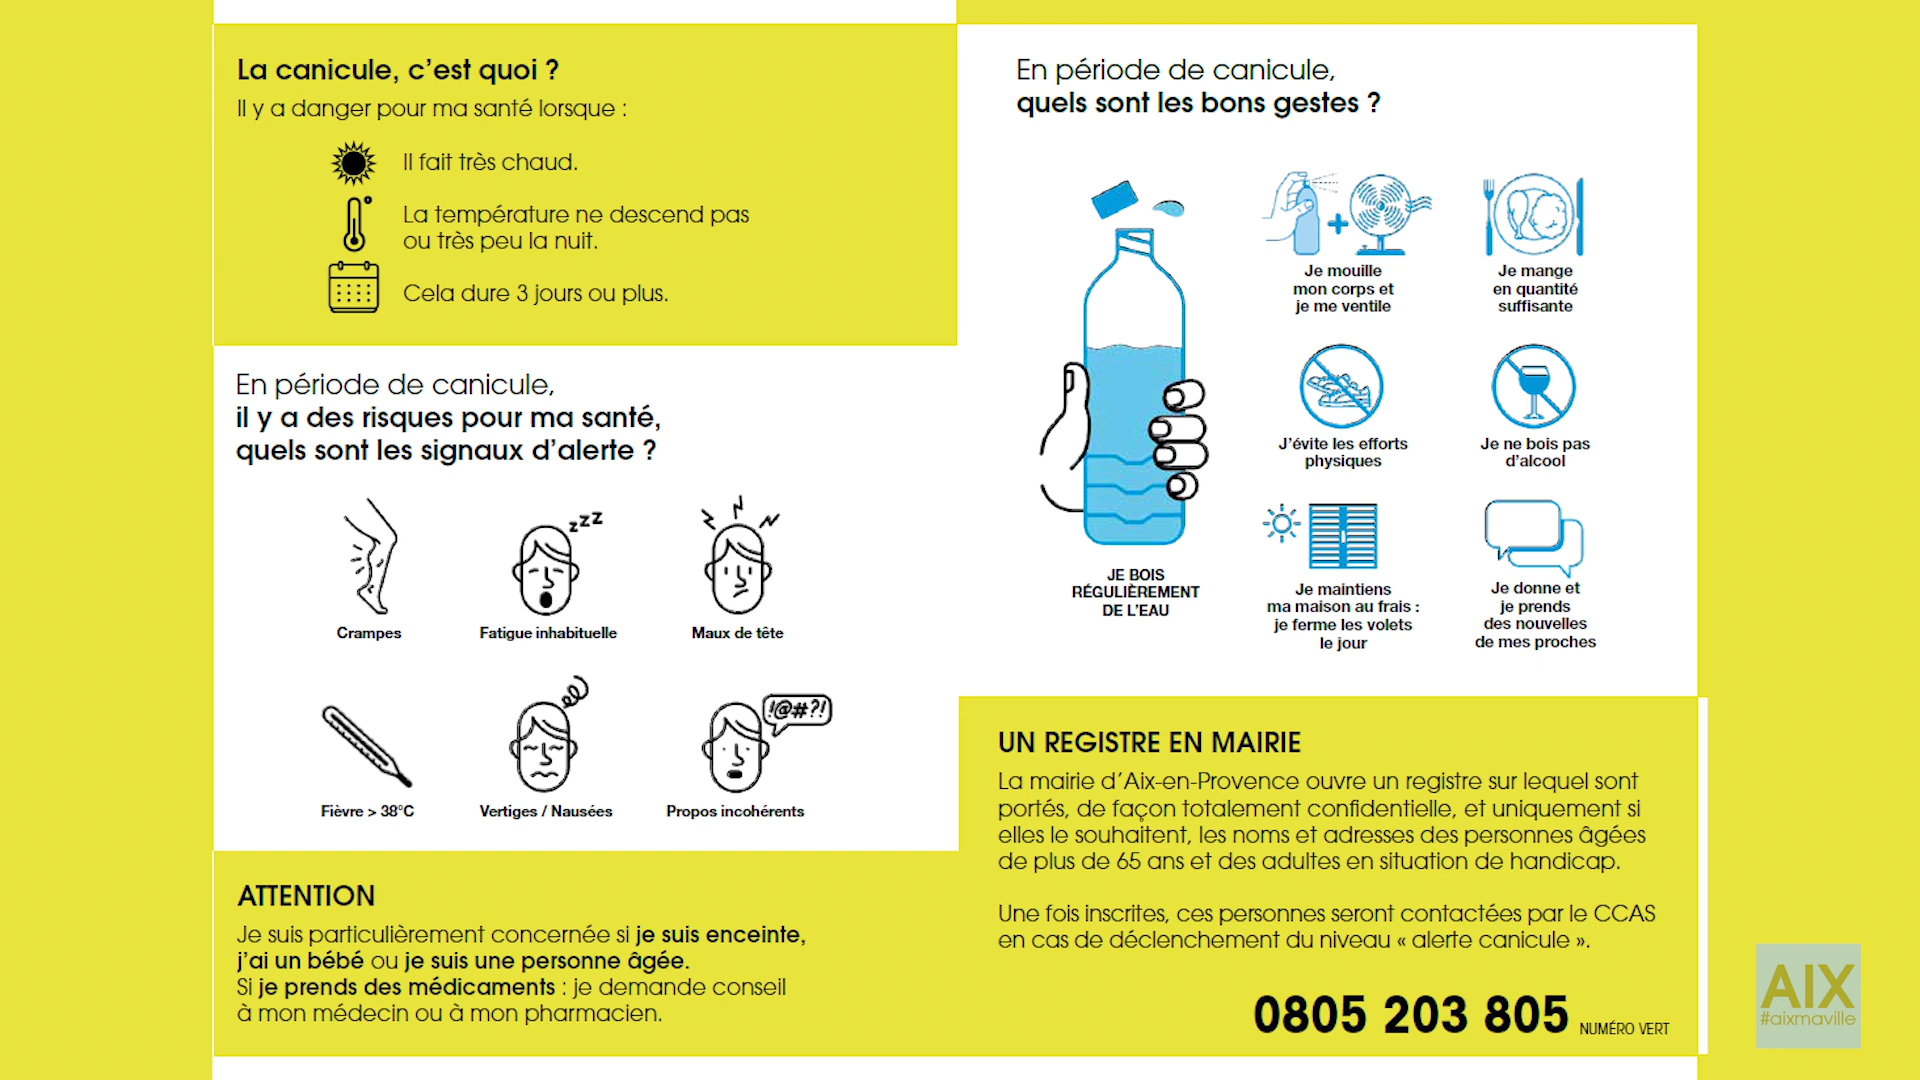 La canicule, c’est quoi ?
Il y a danger pour ma santé lorsque :
Il fait très chaud.
La température ne descend pas
ou très peu la nuit.
Cela dure 3 jours ou plus.
En période de canicule,
il y a des risques pour ma santé,
quels sont les signaux d’alerte ?
zzz
Crampes
Fatigue inhabituelle
Maux de tête
!@#?!
Fièvre > 38°C
Vertiges / Nausées
Propos incohérents
ATTENTION
Je suis particulièrement concernée si je suis enceinte,
j’ai un bébé ou je suis une personne âgée.
Si je prends des médicaments : je demande conseil
à mon médecin ou à mon pharmacien.
En période de canicule,
quels sont les bons gestes ?
JE BOIS
RÉGULIÈREMENT
DE L’EAU
Je mouille
mon corps et
je me ventile
Je mange
en quantité
suffisante
J’évite les efforts
physiques
Je ne bois pas
d’alcool
Je maintiens
ma maison au frais :
je ferme les volets
le jour
Je donne et
je prends
des nouvelles
de mes proches
UN REGISTRE EN MAIRIE
La mairie d’Aix-en-Provence ouvre un registre sur lequel sont
portés, de façon totalement confidentielle, et uniquement si
elles le souhaitent, les noms et adresses des personnes âgées
de plus de 65 ans et des adultes en situation de handicap.
Une fois inscrites, ces personnes seront contactées par le CCAS
en cas de déclenchement du niveau « alerte canicule ».
0805 203 805 NUMÉRO VERT
AIX
#aixmaville